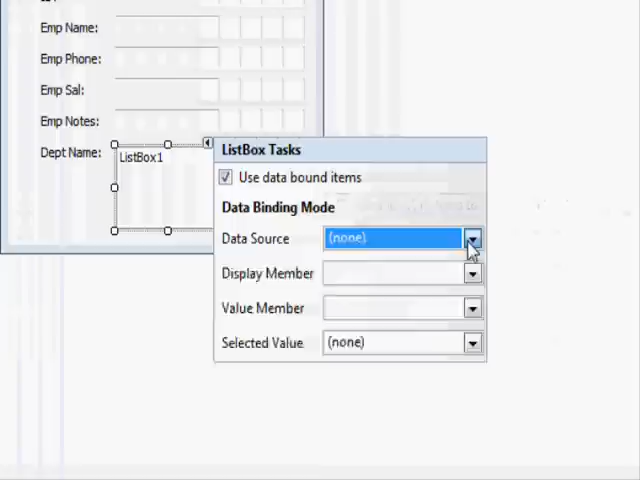 Emp Name:
Emp Phone:
Emp Sal:
Emp Notes:
Dept Name:
ListBox1
ListBox Tasks
Use data bound items
Data Binding Mode
Data Source
(none)
Display Member
Value Member
Selected Value
(none)